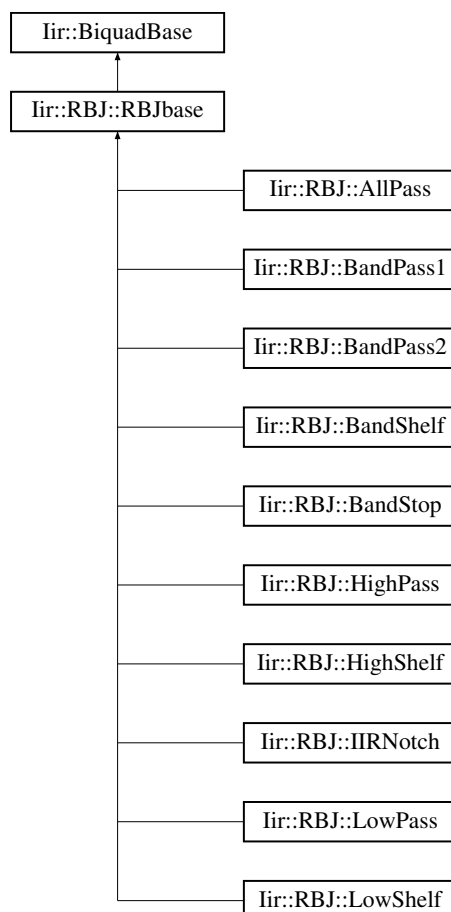 Iir::BiquadBase
Iir::RBJ::RBJbase
Iir::RBJ::AllPass
Iir::RBJ::BandPass1
Iir::RBJ::BandPass2
Iir::RBJ::BandShelf
Iir::RBJ::BandStop
Iir::RBJ::HighPass
Iir::RBJ::HighShelf
Iir::RBJ::IIRNotch
Iir::RBJ::LowPass
Iir::RBJ::LowShelf